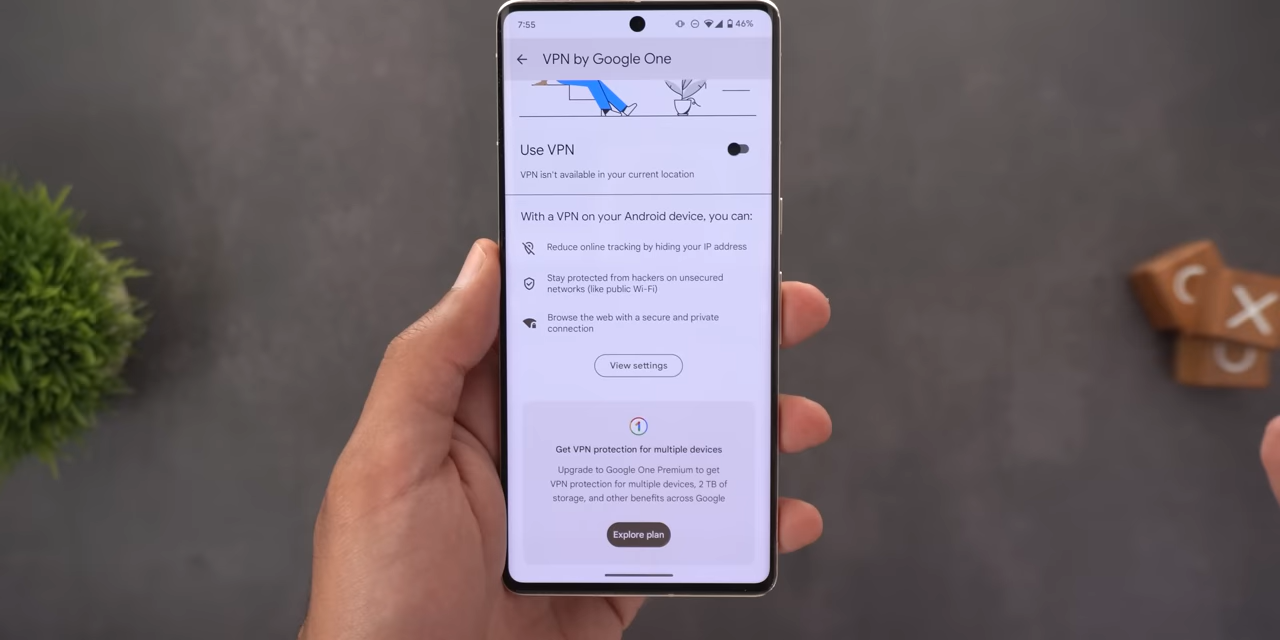 7:55
46%
VPN by Google One
Use VPN
VPN isn't available in your current location
With a VPN on your Android device, you can:
Reduce online tracking by hiding your IP address
Stay protected from hackers on unsecured
networks (like public Wi-Fi)
Browse the web with a secure and private
connection
View settings
1
Get VPN protection for multiple devices
Upgrade to Google One Premium to get
VPN protection for multiple devices, 2 TB of
storage, and other benefits across Google
Explore plan
X